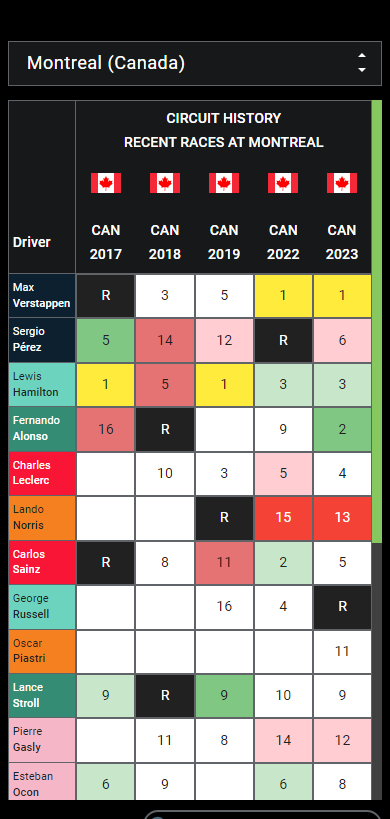 Montreal (Canada)
CIRCUIT HISTORY
RECENT RACES AT MONTREAL
Driver CAN 2017 CAN 2018 CAN 2019 CAN 2022 CAN 2023
Max Verstappen R 3 5 1 1
Sergio Pérez 5 14 12 R 6
Lewis Hamilton 1 5 1 3 3
Fernando Alonso 16 R 9 2
Charles Leclerc 10 3 5 4
Lando Norris R 15 13
Carlos Sainz R 8 11 2 5
George Russell 16 4 R
Oscar Piastri 11
Lance Stroll 9 R 9 10 9
Pierre Gasly 11 8 14 12
Esteban Ocon 6 9 6 8